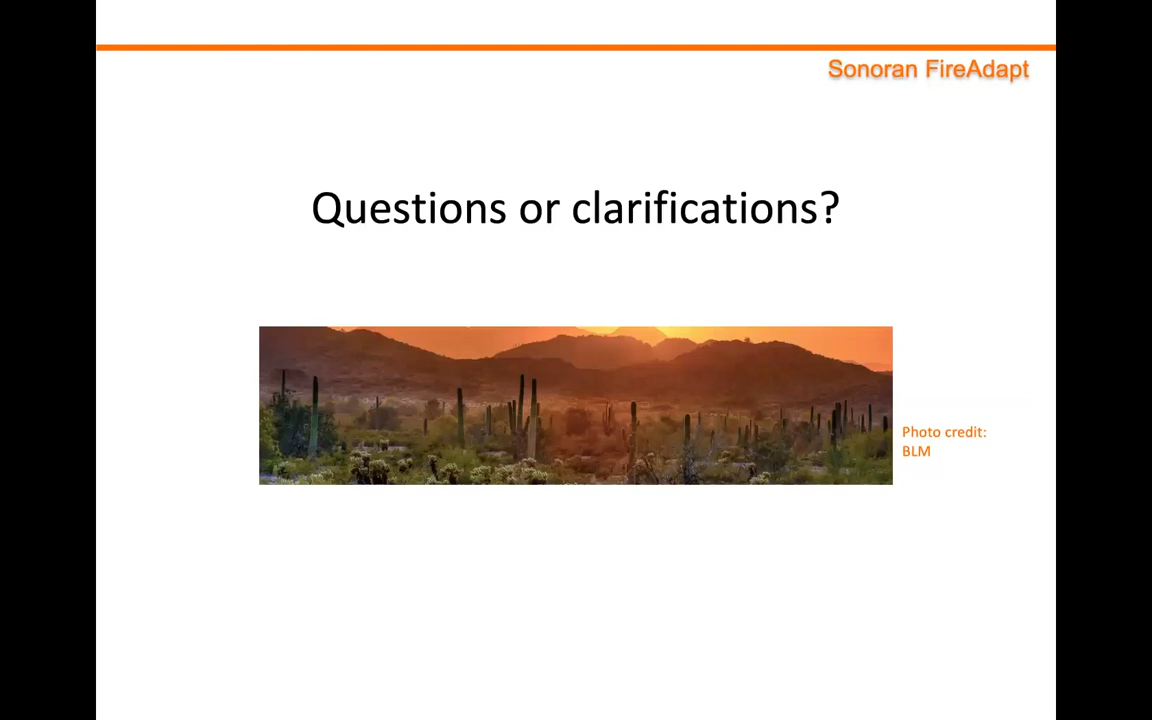 Sonoran FireAdapt
Questions or clarifications?
Photo credit:
BLM